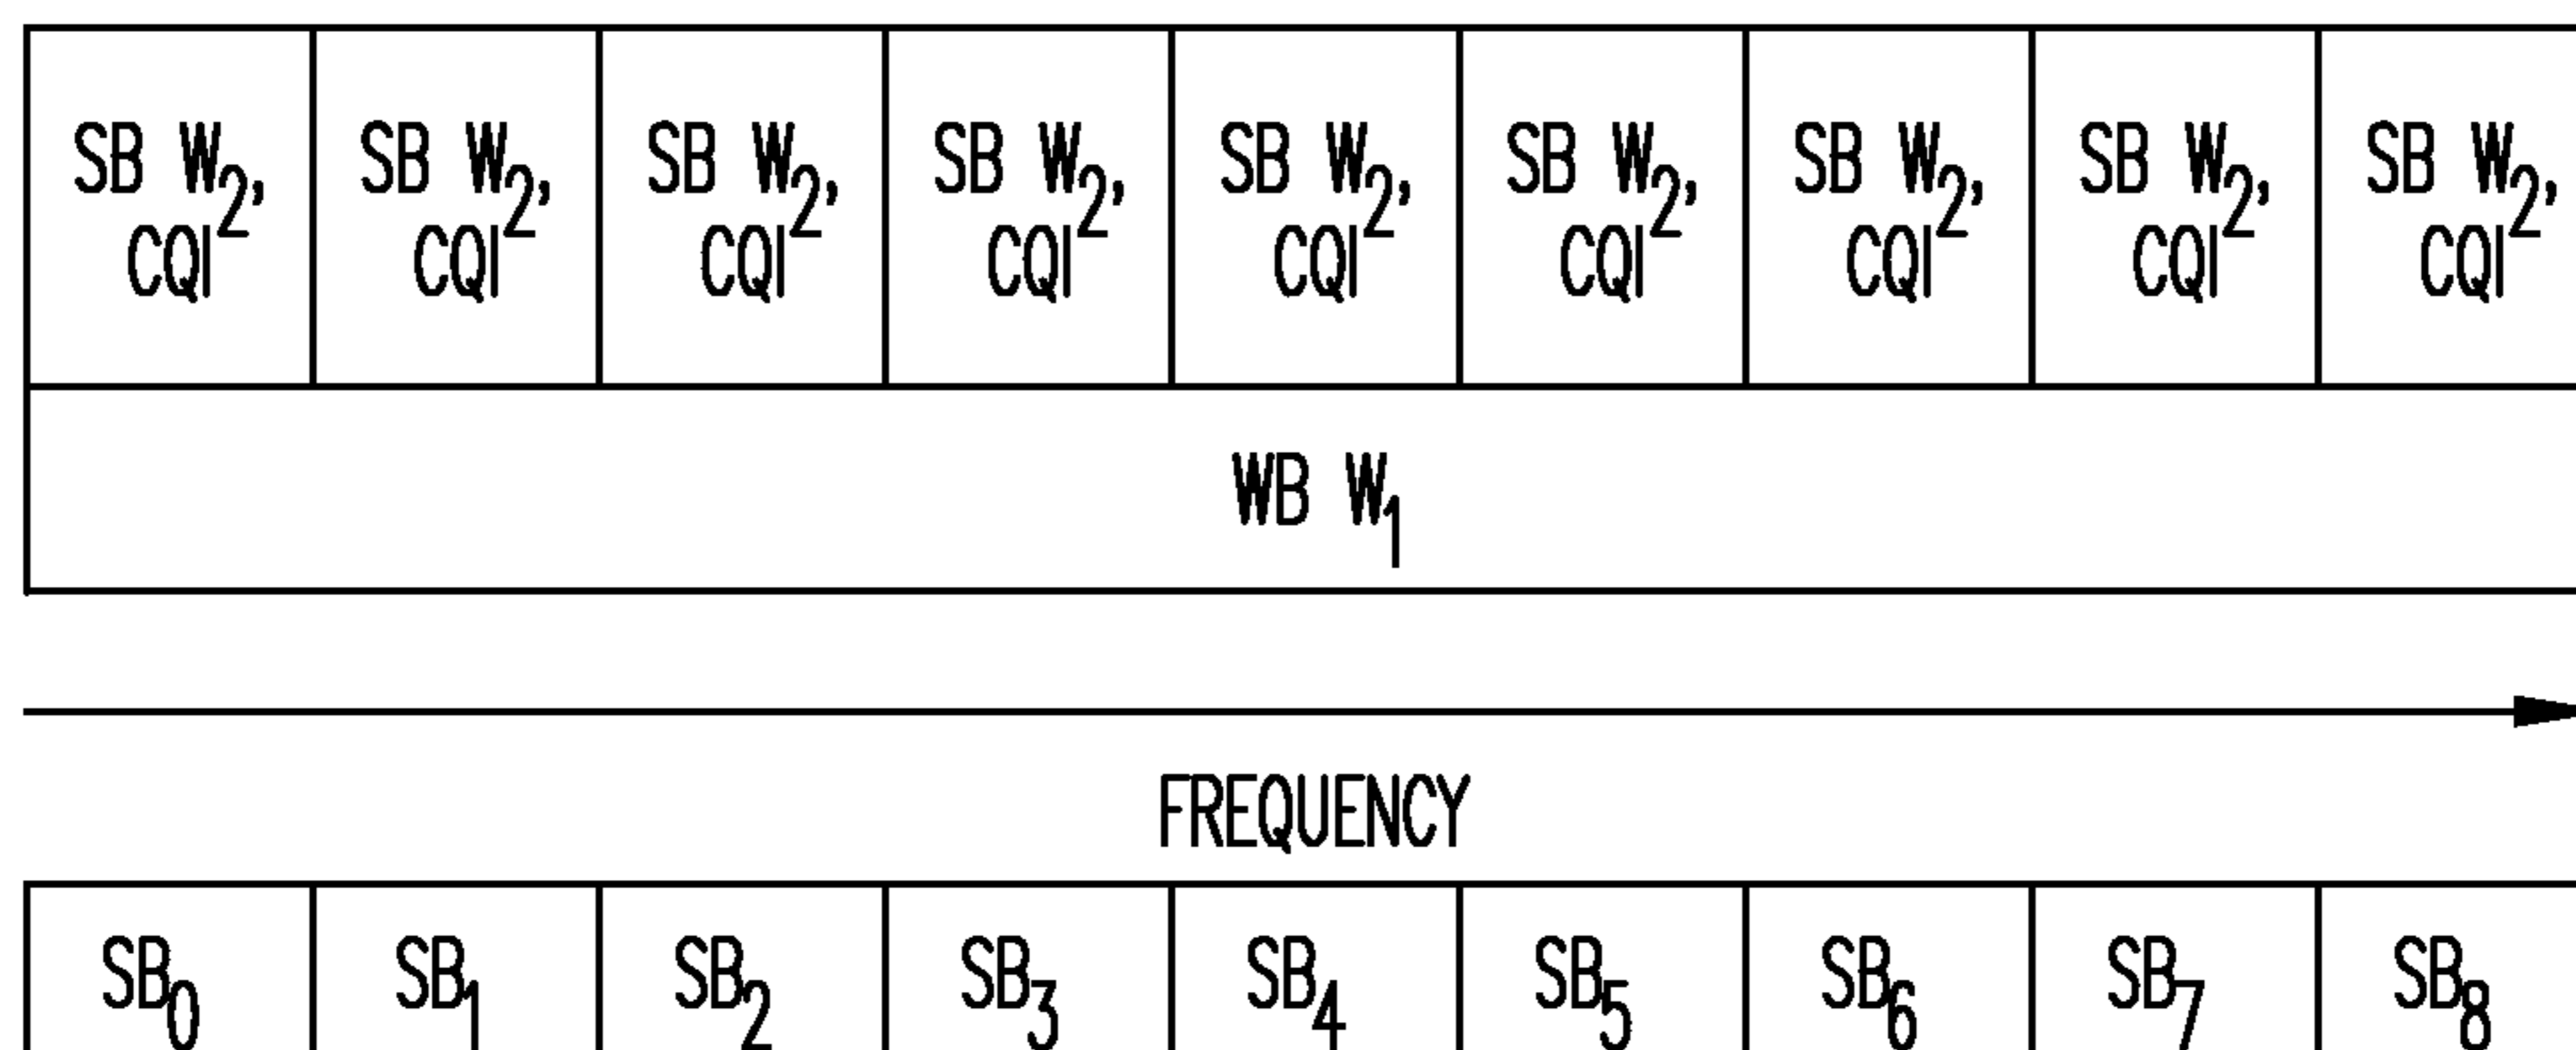 SB W2, SB W2, SB W2, SB W2, SB W2, SB W2, SB W2, SB W2, SB W2,
CQI CQI CQI CQI CQI CQI CQI CQI CQI
WB W1
FREQUENCY
SB0 SB1 SB2 SB3 SB4 SB5 SB6 SB7 SB8